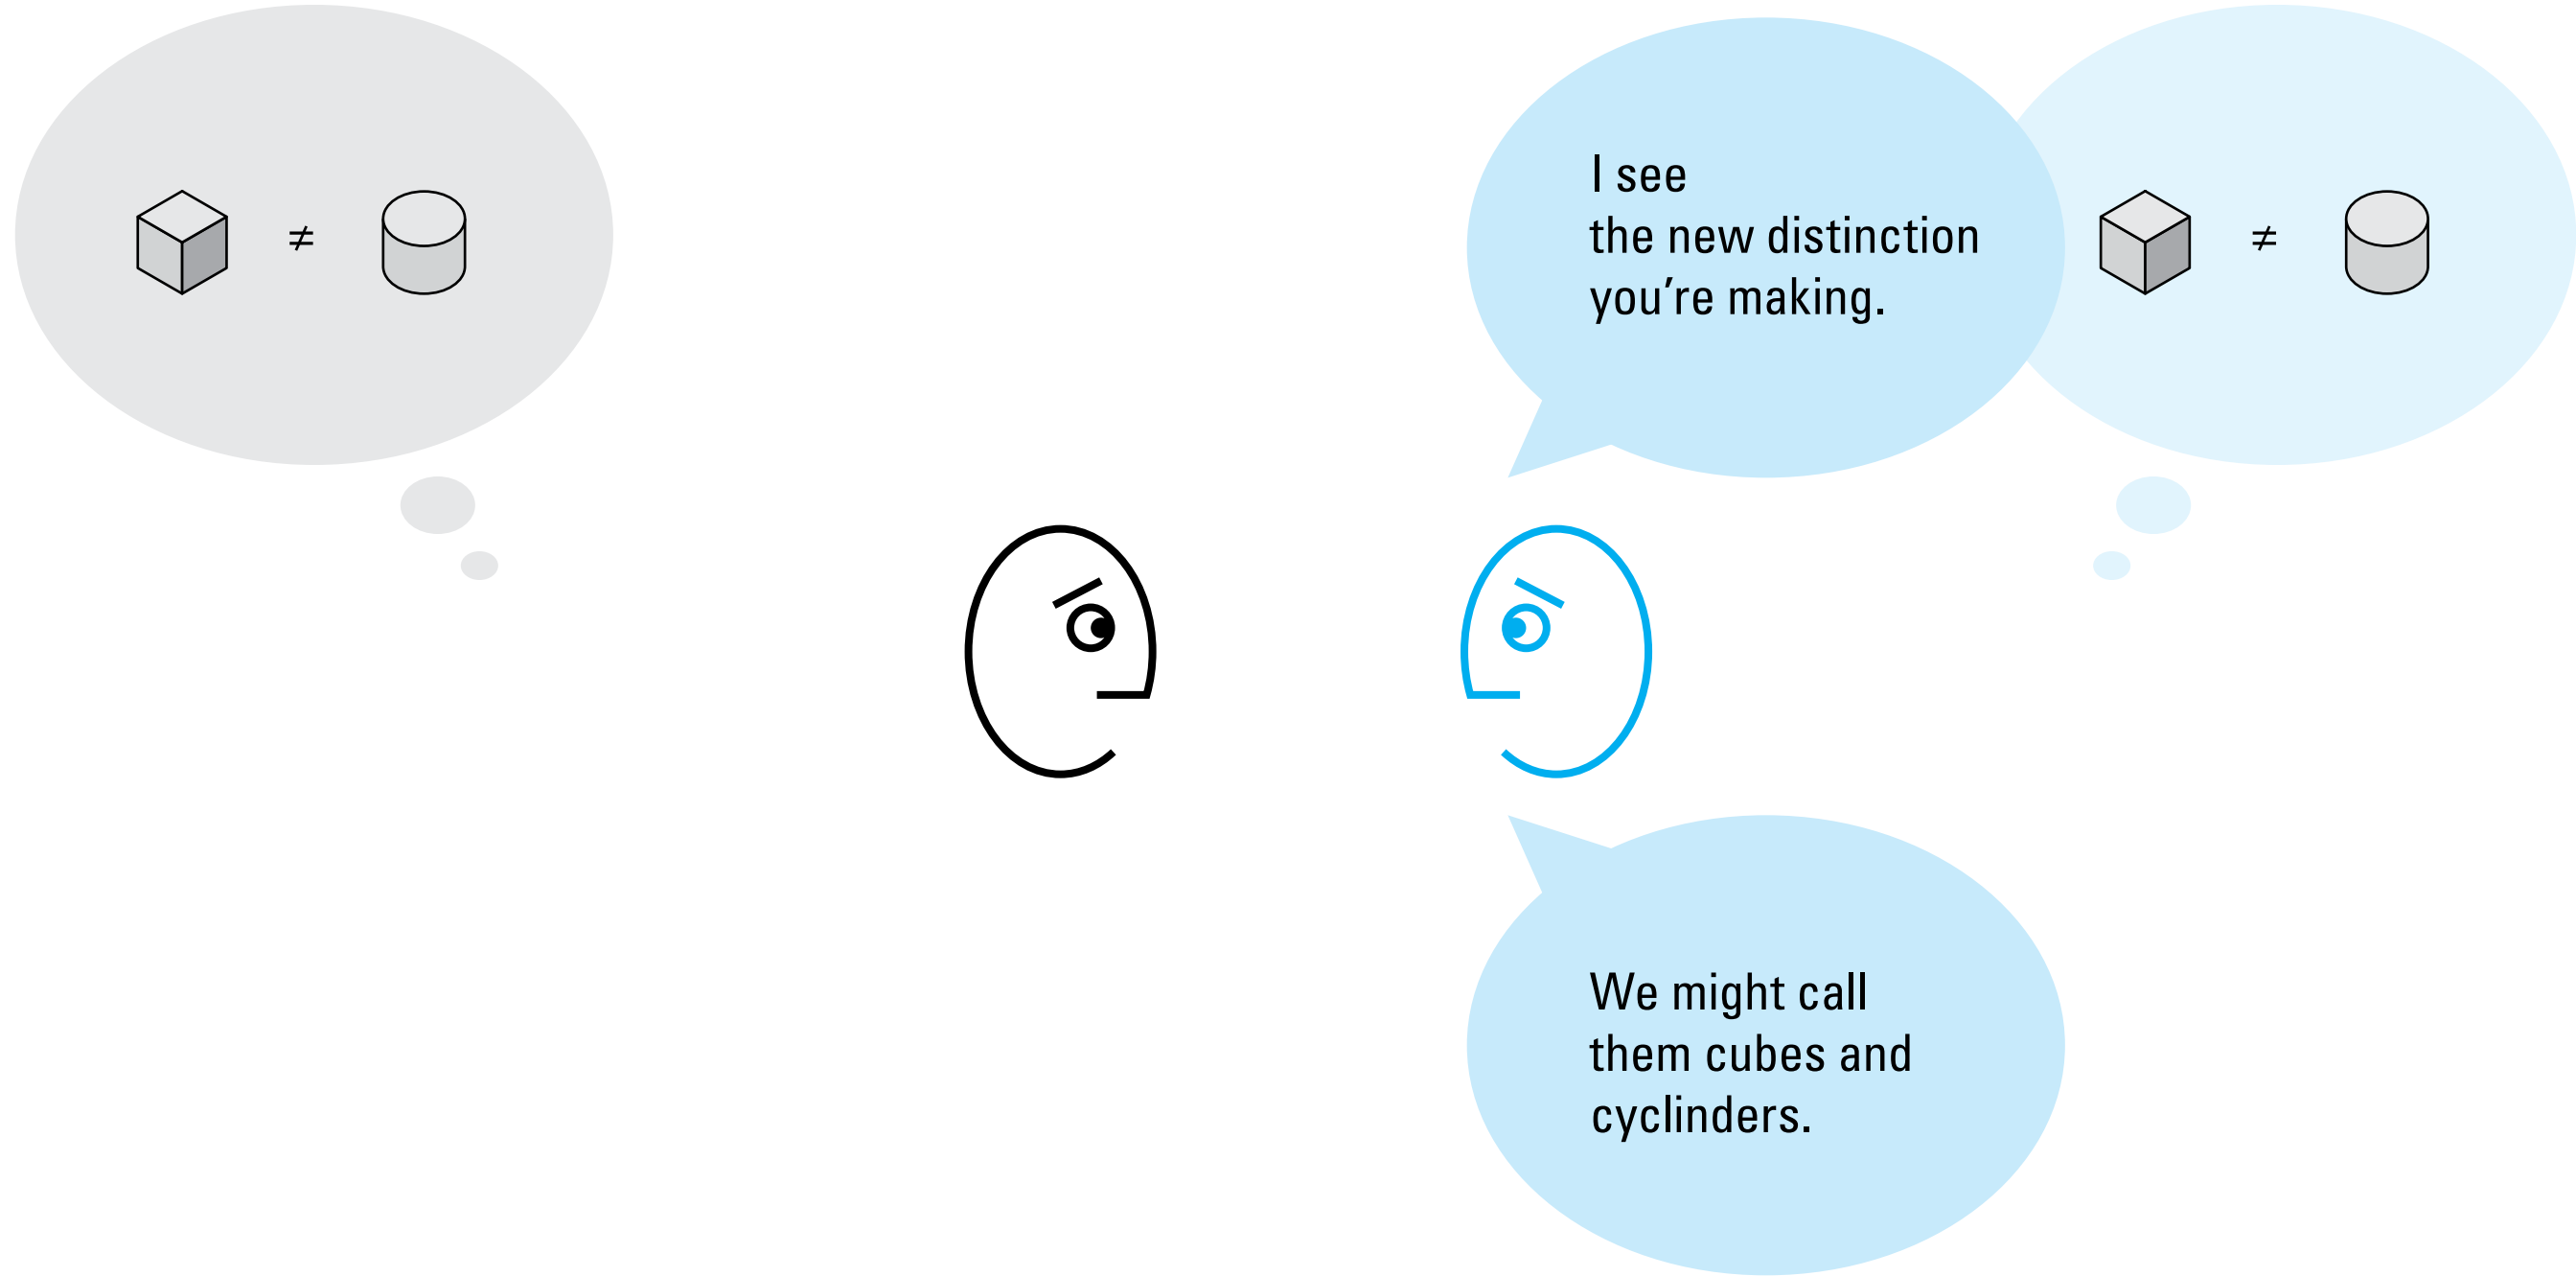 ≠
I see
the new distinction
you’re making.
≠
We might call
them cubes and
cyclinders.